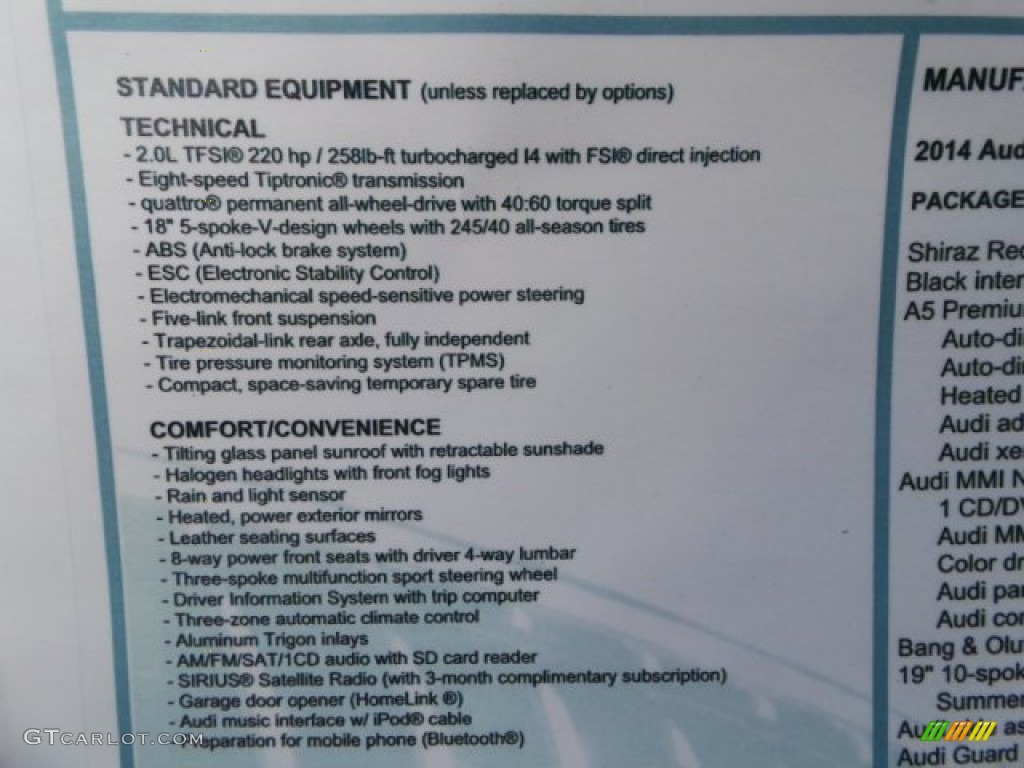 STANDARD EQUIPMENT (unless replaced by options)
TECHNICAL
- 2.0L TFSI® 220 hp / 258lb-ft turbocharged I4 with FSI® direct injection
- Eight-speed Tiptronic® transmission
- quattro® permanent all-wheel-drive with 40:60 torque split
- 18" 5-spoke-V-design wheels with 245/40 all-season tires
- ABS (Anti-lock brake system)
- ESC (Electronic Stability Control)
- Electromechanical speed-sensitive power steering
- Five-link front suspension
- Trapezoidal-link rear axle, fully independent
- Tire pressure monitoring system (TPMS)
- Compact, space-saving temporary spare tire
COMFORT/CONVENIENCE
- Tilting glass panel sunroof with retractable sunshade
- Halogen headlights with front fog lights
- Rain and light sensor
- Heated, power exterior mirrors
- Leather seating surfaces
- 8-way power front seats with driver 4-way lumbar
- Three-spoke multifunction sport steering wheel
- Driver Information System with trip computer
- Three-zone automatic climate control
- Aluminum Trigon inlays
- AM/FM/SAT/1CD audio with SD card reader
- SIRIUS® Satellite Radio (with 3-month complimentary subscription)
- Garage door opener (HomeLink ®)
- Audi music interface w/ iPod® cable
- Preparation for mobile phone (Bluetooth®)
MANUF
2014 Aud
PACKAGE
Shiraz Re
Black inter
A5 Premiu
Auto-di
Auto-di
Heated
Audi ad
Audi xe
Audi MMI N
1 CD/D
Audi MM
Color dr
Audi pa
Audi co
Bang & Olu
19" 10-spok
Summe
as
Audi Guard
GTCARLOT.COM